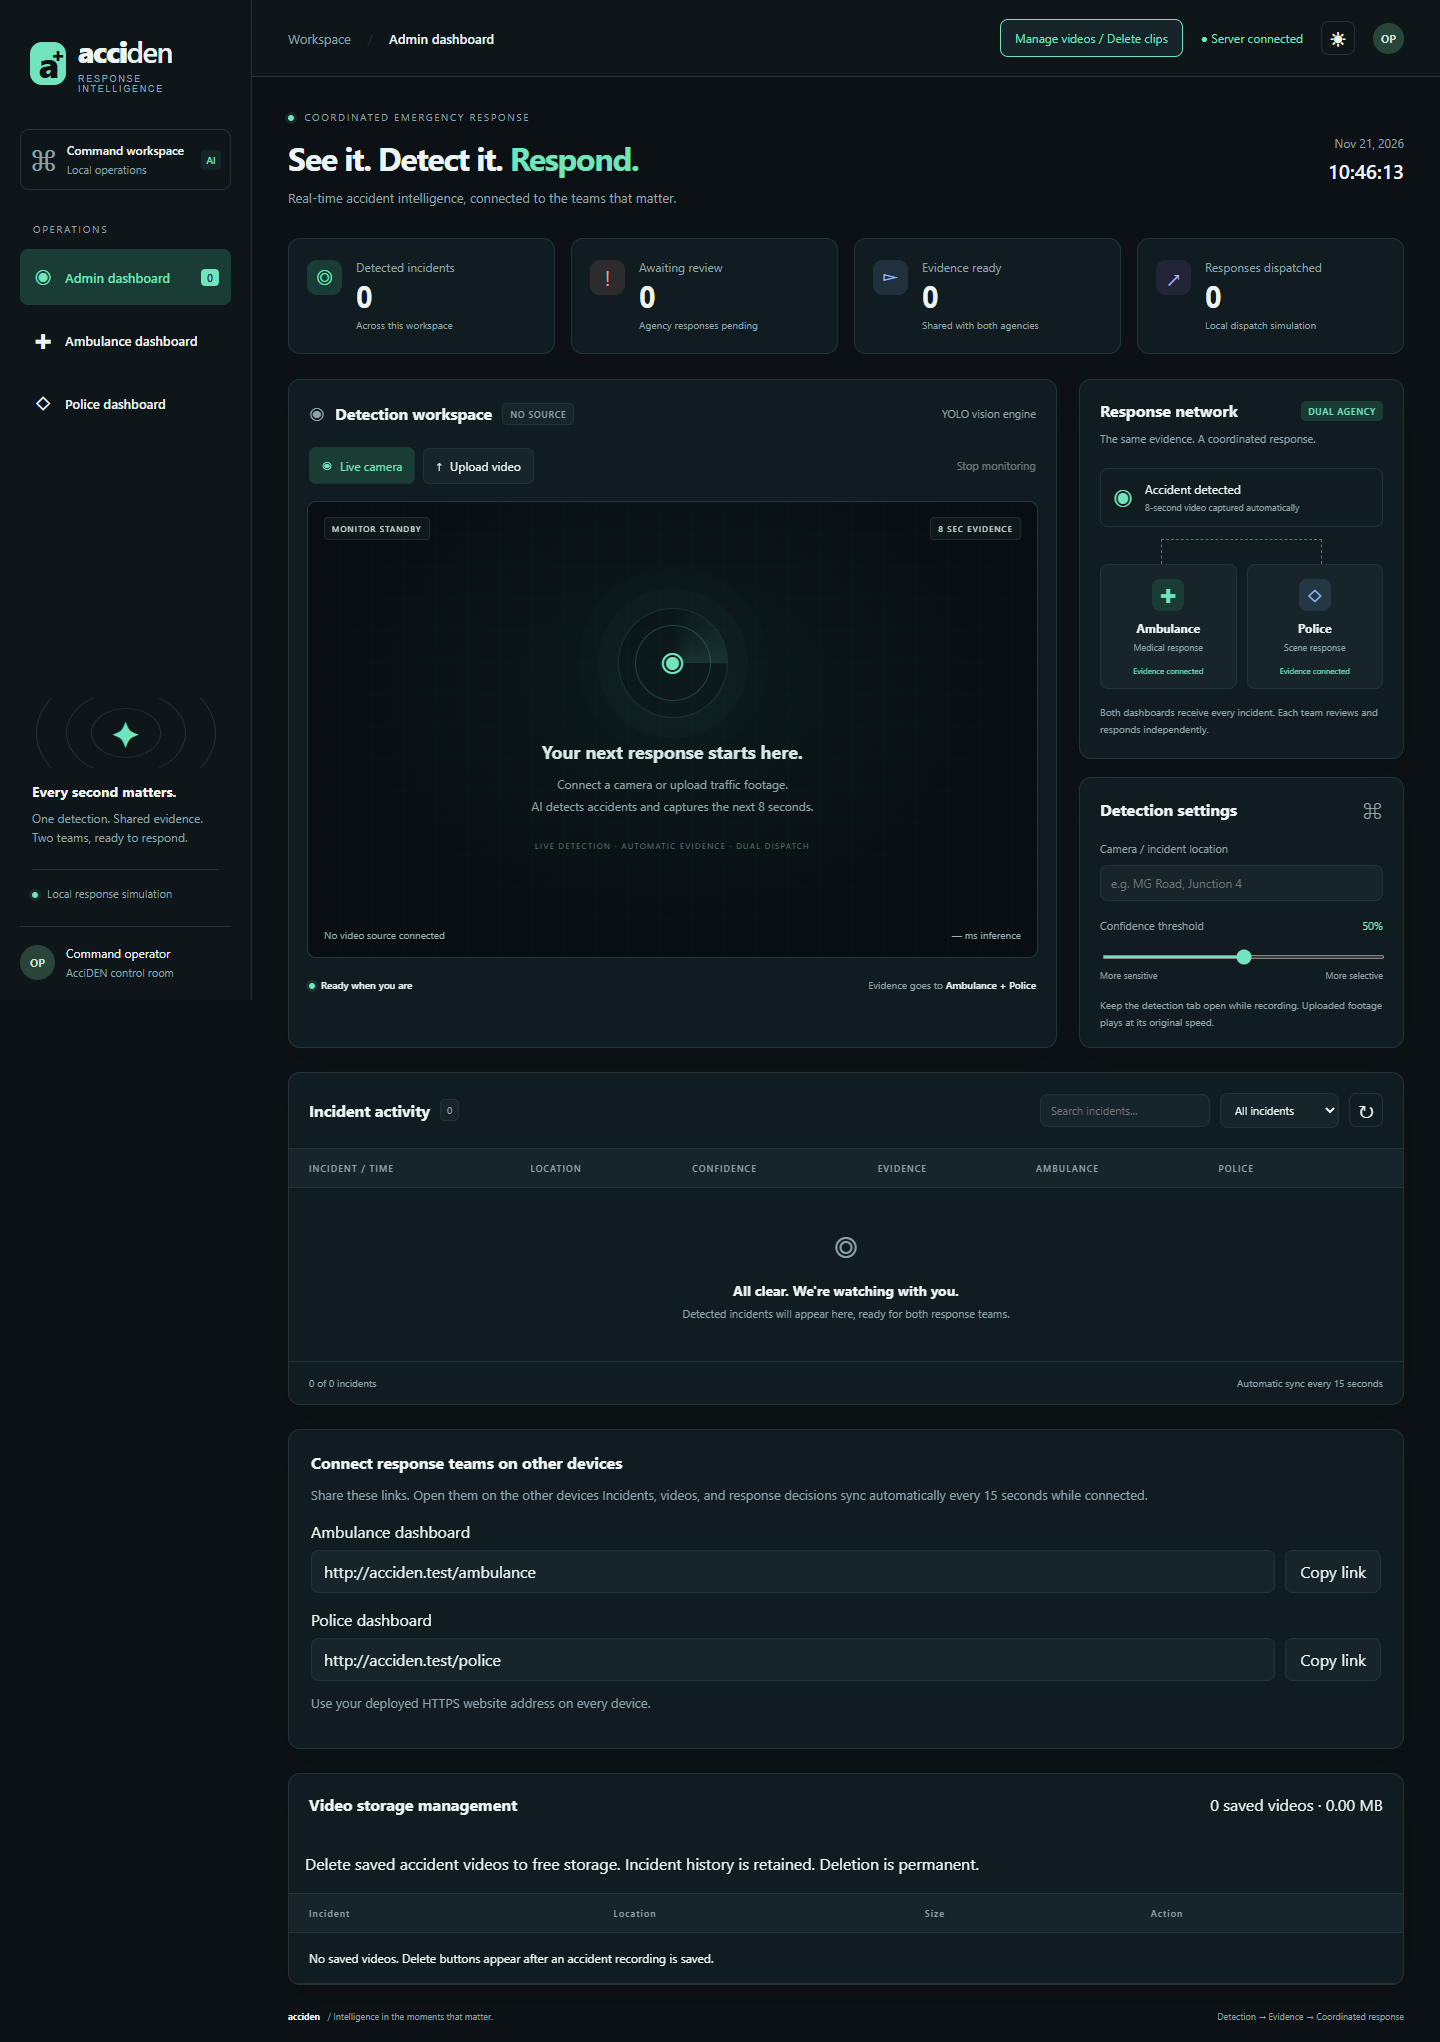 acciden
RESPONSE
INTELLIGENCE
Command workspace
Local operations
AI
OPERATIONS
Admin dashboard
0
Ambulance dashboard
Police dashboard
Every second matters.
One detection. Shared evidence.
Two teams, ready to respond.
Local response simulation
OP
Command operator
AcciDEN control room
Workspace / Admin dashboard
Manage videos / Delete clips
Server connected
OP
COORDINATED EMERGENCY RESPONSE
See it. Detect it. Respond.
Real-time accident intelligence, connected to the teams that matter.
Nov 21, 2026
10:46:13
Detected incidents
0
Across this workspace
Awaiting review
0
Agency responses pending
Evidence ready
0
Shared with both agencies
Responses dispatched
0
Local dispatch simulation
Detection workspace
NO SOURCE
YOLO vision engine
Live camera
↑ Upload video
Stop monitoring
MONITOR STANDBY
8 SEC EVIDENCE
Your next response starts here.
Connect a camera or upload traffic footage.
AI detects accidents and captures the next 8 seconds.
LIVE DETECTION · AUTOMATIC EVIDENCE · DUAL DISPATCH
No video source connected
— ms inference
Ready when you are
Evidence goes to Ambulance + Police
Response network
DUAL AGENCY
The same evidence. A coordinated response.
Accident detected
8-second video captured automatically
Ambulance
Medical response
Evidence connected
Police
Scene response
Evidence connected
Both dashboards receive every incident. Each team reviews and
responds independently.
Detection settings
Camera / incident location
e.g. MG Road, Junction 4
Confidence threshold
50%
More sensitive
More selective
Keep the detection tab open while recording. Uploaded footage
plays at its original speed.
Incident activity
0
Search incidents...
All incidents
INCIDENT / TIME
LOCATION
CONFIDENCE
EVIDENCE
AMBULANCE
POLICE
All clear. We're watching with you.
Detected incidents will appear here, ready for both response teams.
0 of 0 incidents
Automatic sync every 15 seconds
Connect response teams on other devices
Share these links. Open them on the other devices Incidents, videos, and response decisions sync automatically every 15 seconds while connected.
Ambulance dashboard
http://acciden.test/ambulance
Copy link
Police dashboard
http://acciden.test/police
Copy link
Use your deployed HTTPS website address on every device.
Video storage management
0 saved videos · 0.00 MB
Delete saved accident videos to free storage. Incident history is retained. Deletion is permanent.
Incident
Location
Size
Action
No saved videos. Delete buttons appear after an accident recording is saved.
acciden / Intelligence in the moments that matter.
Detection → Evidence → Coordinated response